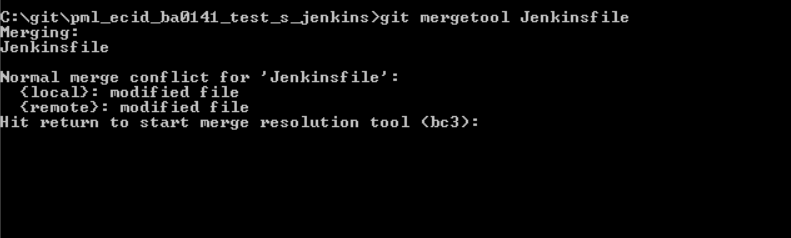 C:\git\pml_ecid_ba0141_test_s_jenkins>git mergetool Jenkinsfile
Merging:
Jenkinsfile
Normal merge conflict for 'Jenkinsfile':
{local}: modified file
{remote}: modified file
Hit return to start merge resolution tool (bc3):